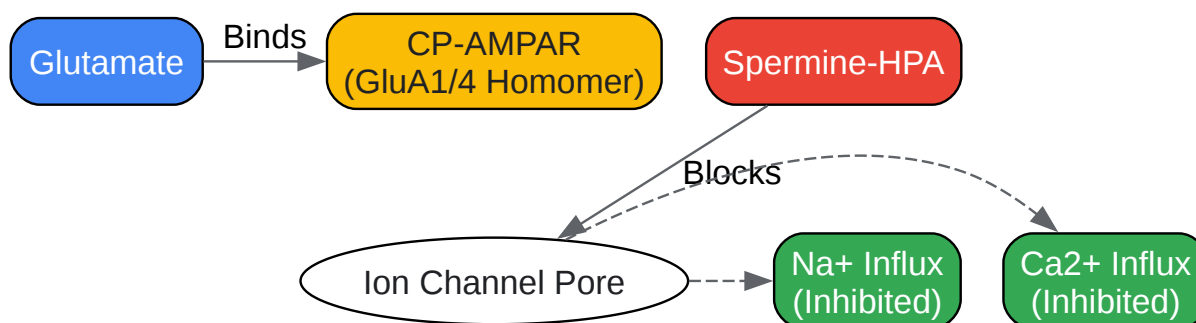 Glutamate
Binds
CP-AMPAR
(GluA1/4 Homomer)
Spermine-HPA
Blocks
Ion Channel Pore
Na+ Influx
(Inhibited)
Ca2+ Influx
(Inhibited)